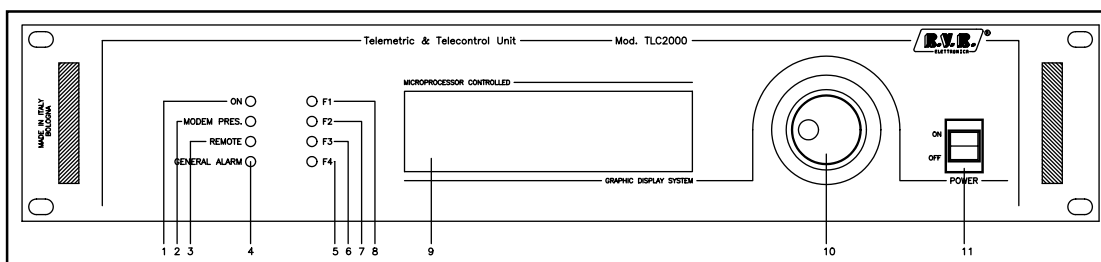 Telemetric & Telecontrol Unit Mod. TLC2000
R.V.R.®
ELETTRONICA
MADE IN ITALY
BOLOGNA
MICROPROCESSOR CONTROLLED
ON F1
MODEM PRES. F2
REMOTE F3
GENERAL ALARM F4
ON
OFF
GRAPHIC DISPLAY SYSTEM
POWER
1 2 3 4 5 6 7 8 9 10 11